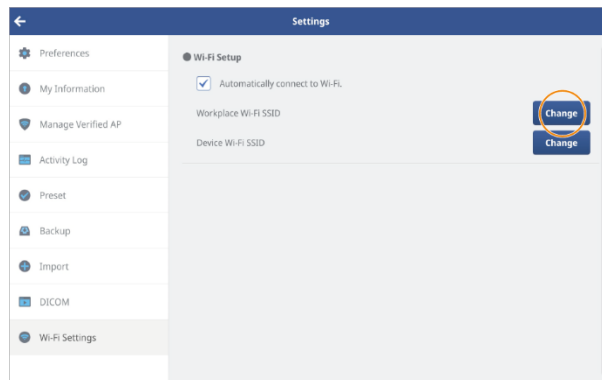 Settings
Preferences
My Information
Manage Verified AP
Activity Log
Preset
Backup
Import
DICOM
Wi-Fi Settings
Wi-Fi Setup
Automatically connect to Wi-Fi.
Workplace Wi-Fi SSID
Change
Device Wi-Fi SSID
Change